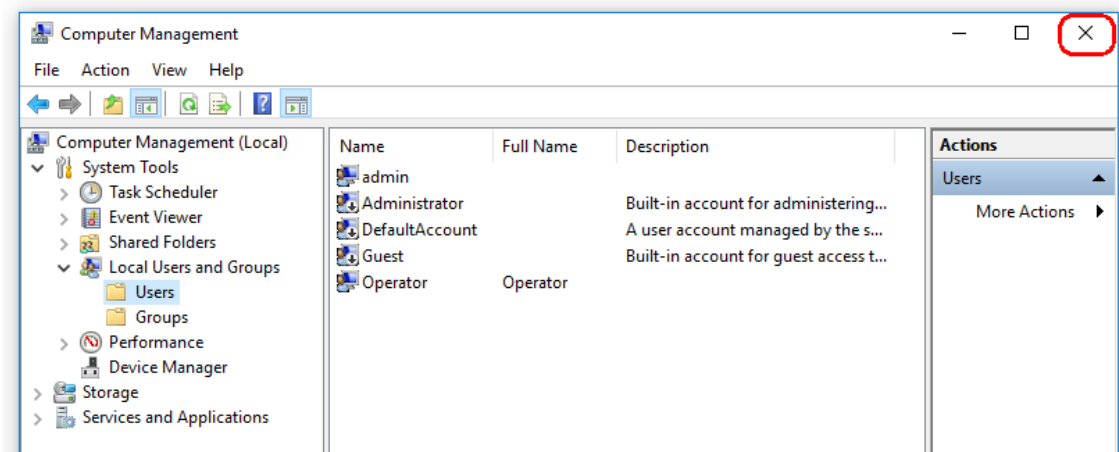 Computer Management
File Action View Help
Computer Management (Local)
System Tools
Task Scheduler
Event Viewer
Shared Folders
Local Users and Groups
Users
Groups
Performance
Device Manager
Storage
Services and Applications
Name Full Name Description
admin
Administrator Built-in account for administering...
DefaultAccount A user account managed by the s...
Guest Built-in account for guest access t...
Operator Operator
Actions
Users
More Actions